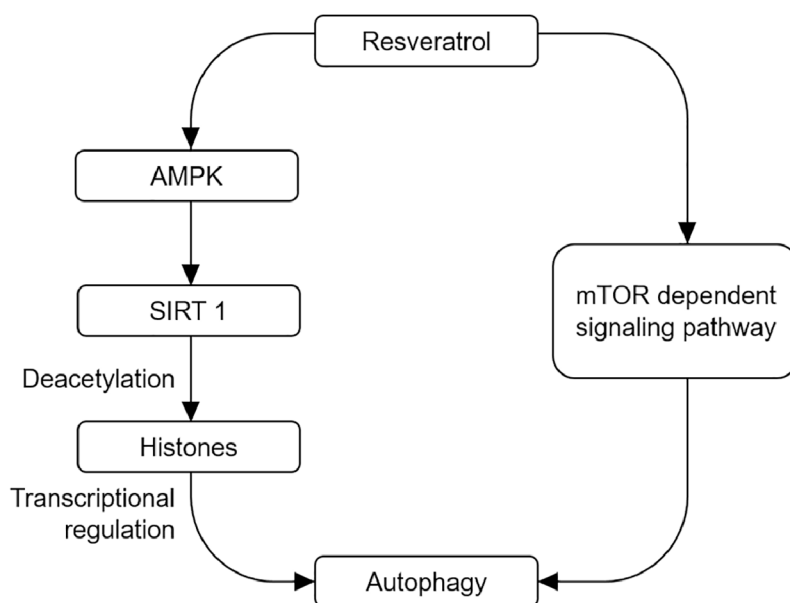 Resveratrol
AMPK
SIRT 1
mTOR dependent
signaling pathway
Deacetylation
Histones
Transcriptional
regulation
Autophagy